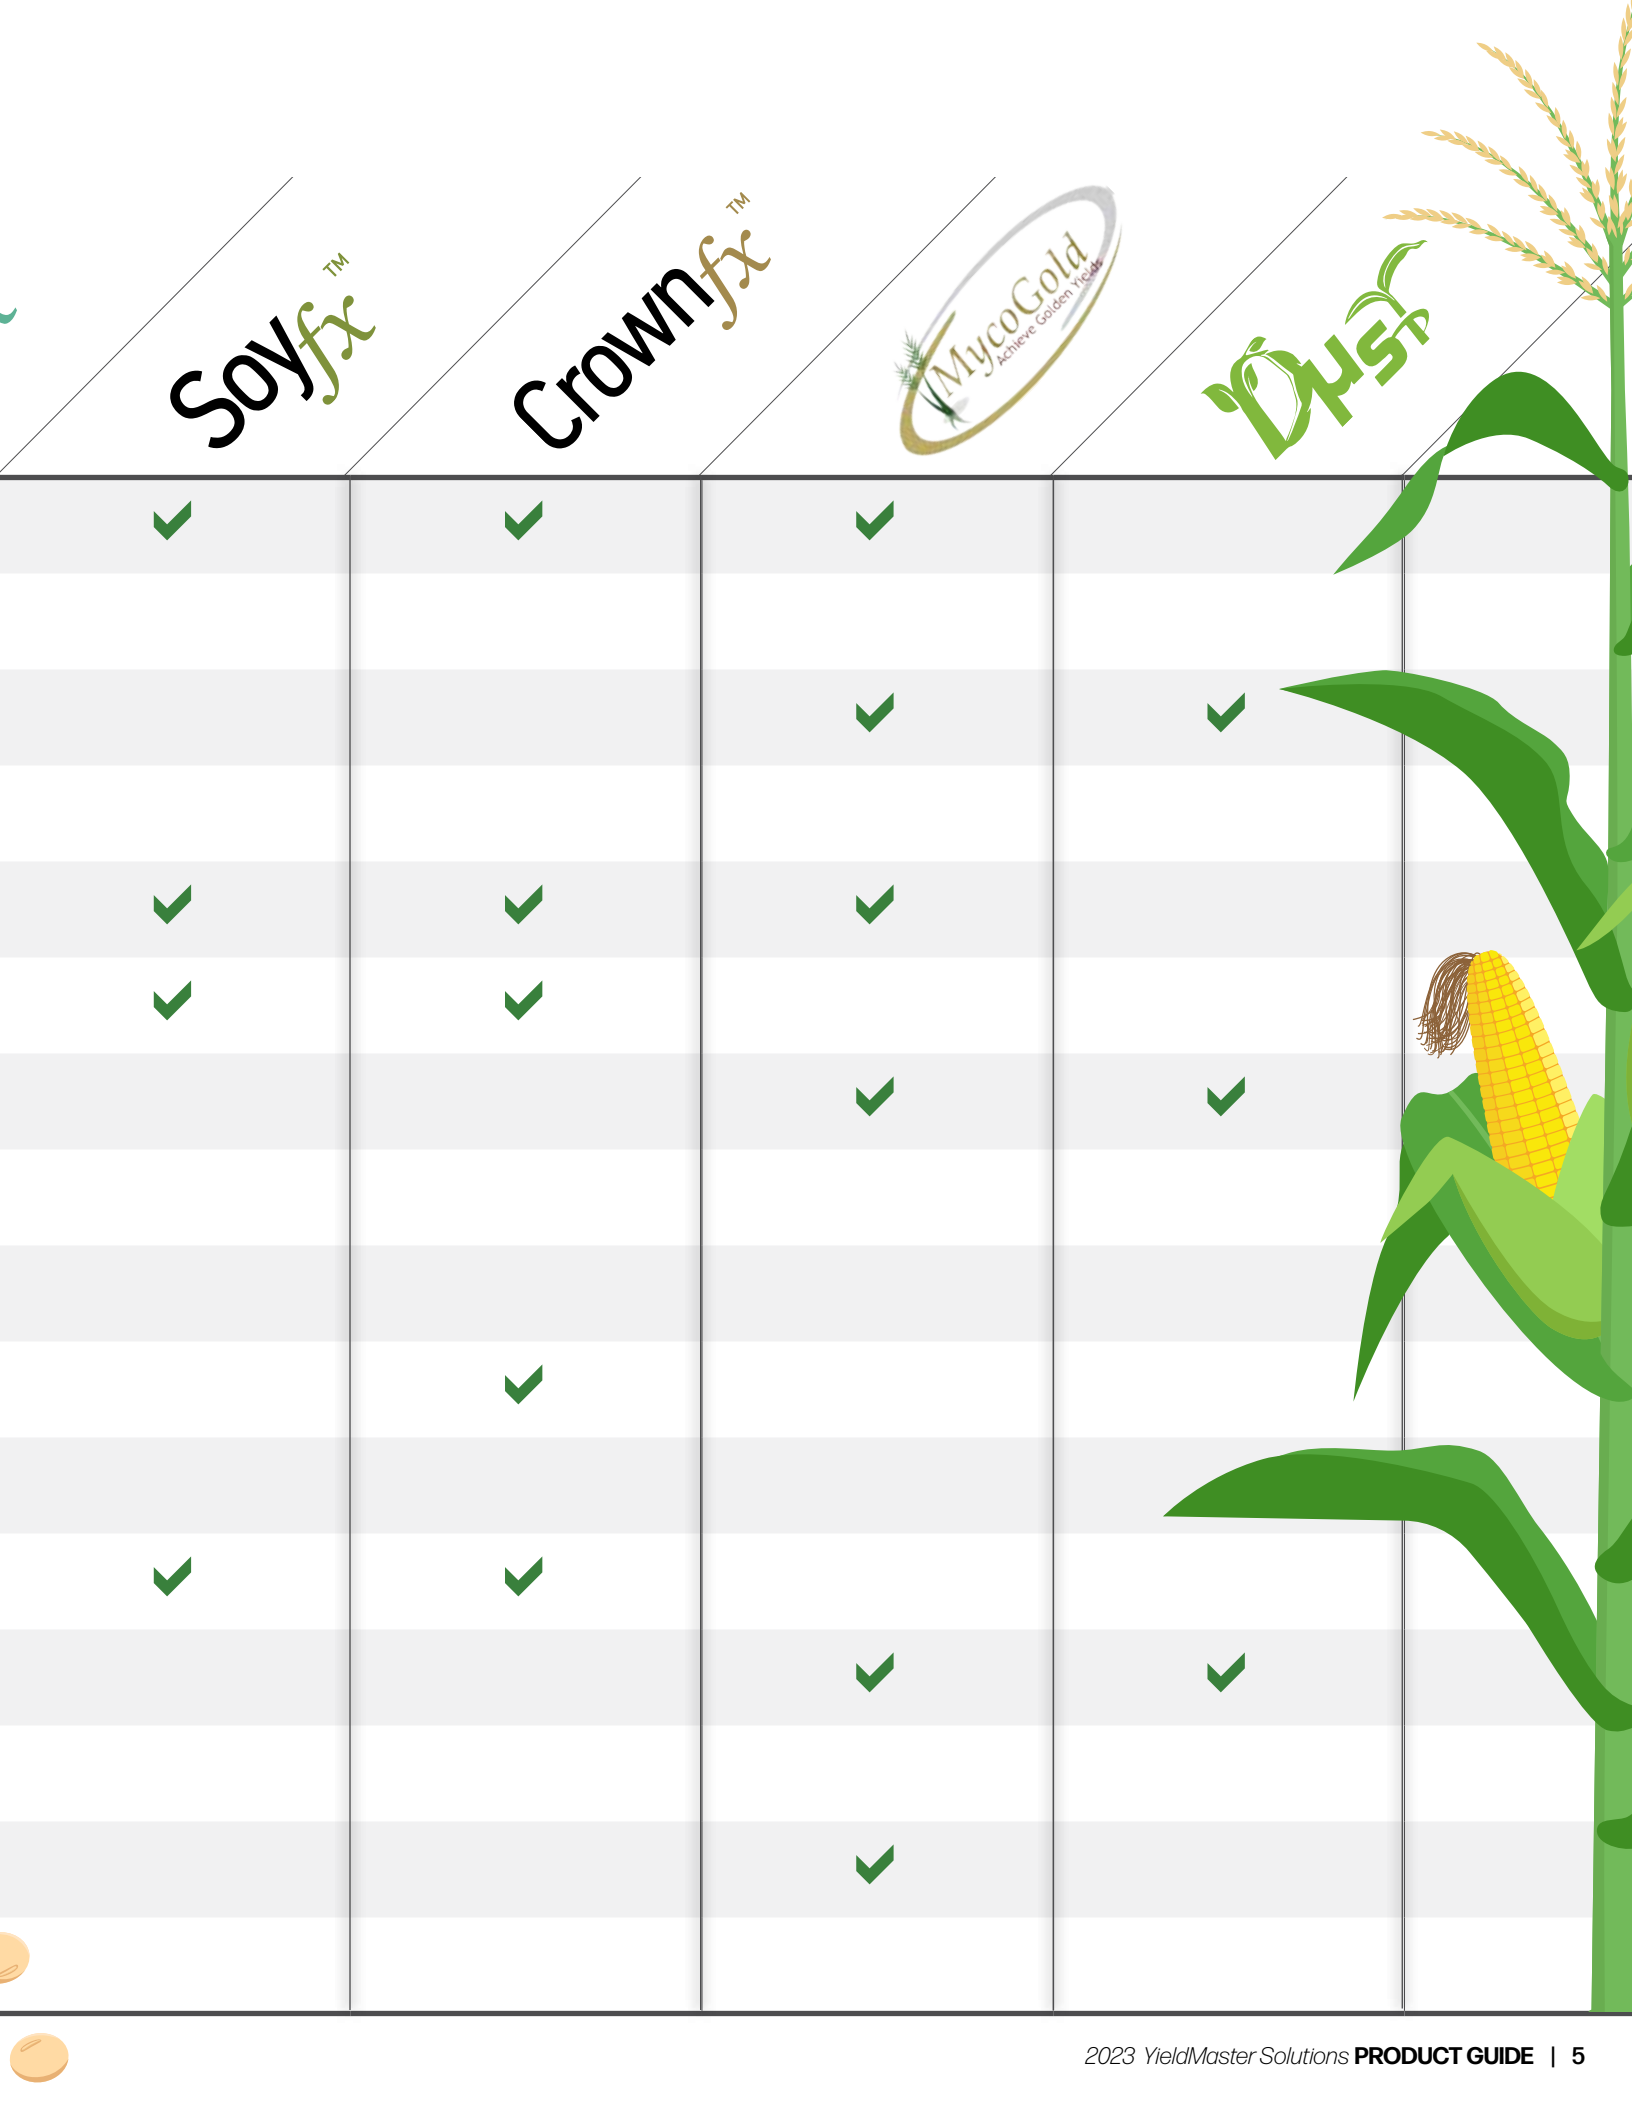 Soyfx™
Crownfx™
MycoGold
Achieve Golden Yields
Dust
2023 YieldMaster Solutions PRODUCT GUIDE | 5